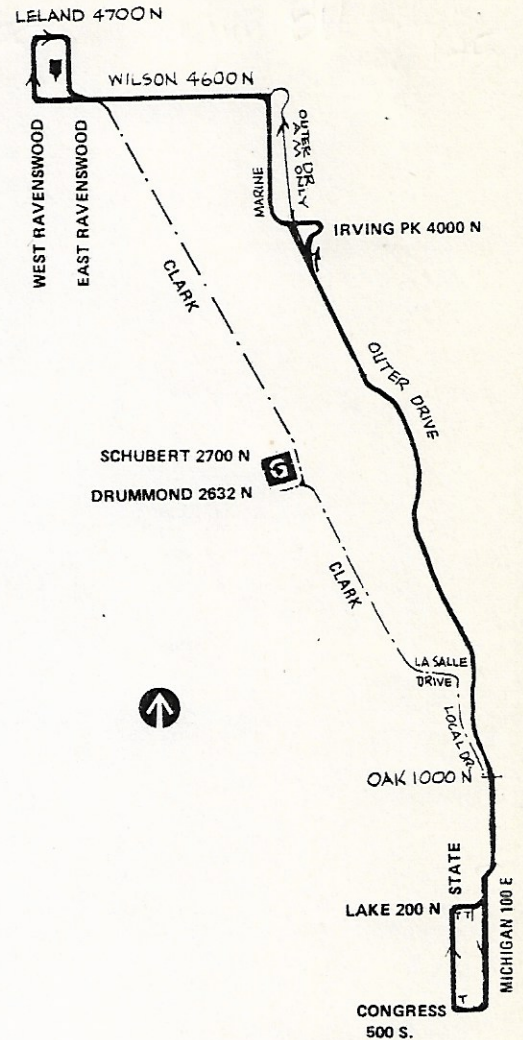 LELAND 4700 N
WILSON 4600 N
WEST RAVENSWOOD
EAST RAVENSWOOD
OUTER DR
A M ONLY
MARINE
IRVING PK 4000 N
CLARK
OUTER DRIVE
SCHUBERT 2700 N
DRUMMOND 2632 N
CLARK
LA SALLE
DRIVE
LOCAL DR
OAK 1000 N
STATE
LAKE 200 N
MICHIGAN 100 E
CONGRESS
500 S.